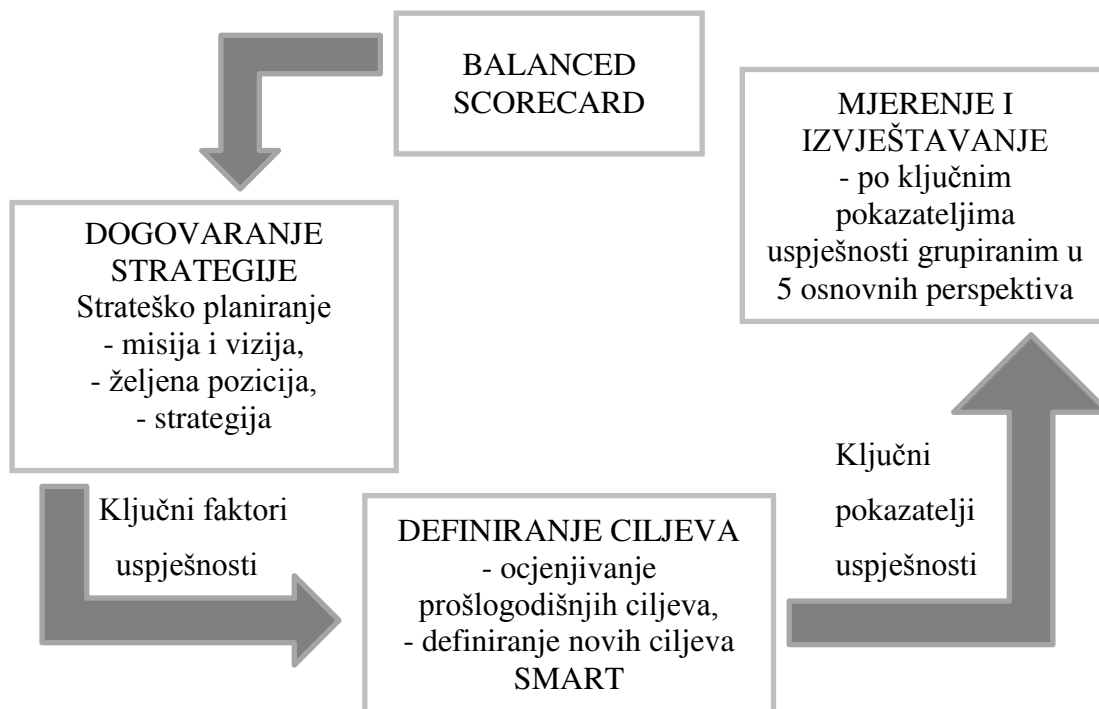 BALANCED
SCORECARD
DOGOVARANJE
STRATEGIJE
Strateško planiranje
- misija i vizija,
- željena pozicija,
- strategija
Ključni faktori
uspješnosti
DEFINIRANJE CILJEVA
- ocjenjivanje
prošlogodišnjih ciljeva,
- definiranje novih ciljeva
SMART
Ključni
pokazatelji
uspješnosti
MJERENJE I
IZVJEŠTAVANJE
- po ključnim
pokazateljima
uspješnosti grupiranim u
5 osnovnih perspektiva